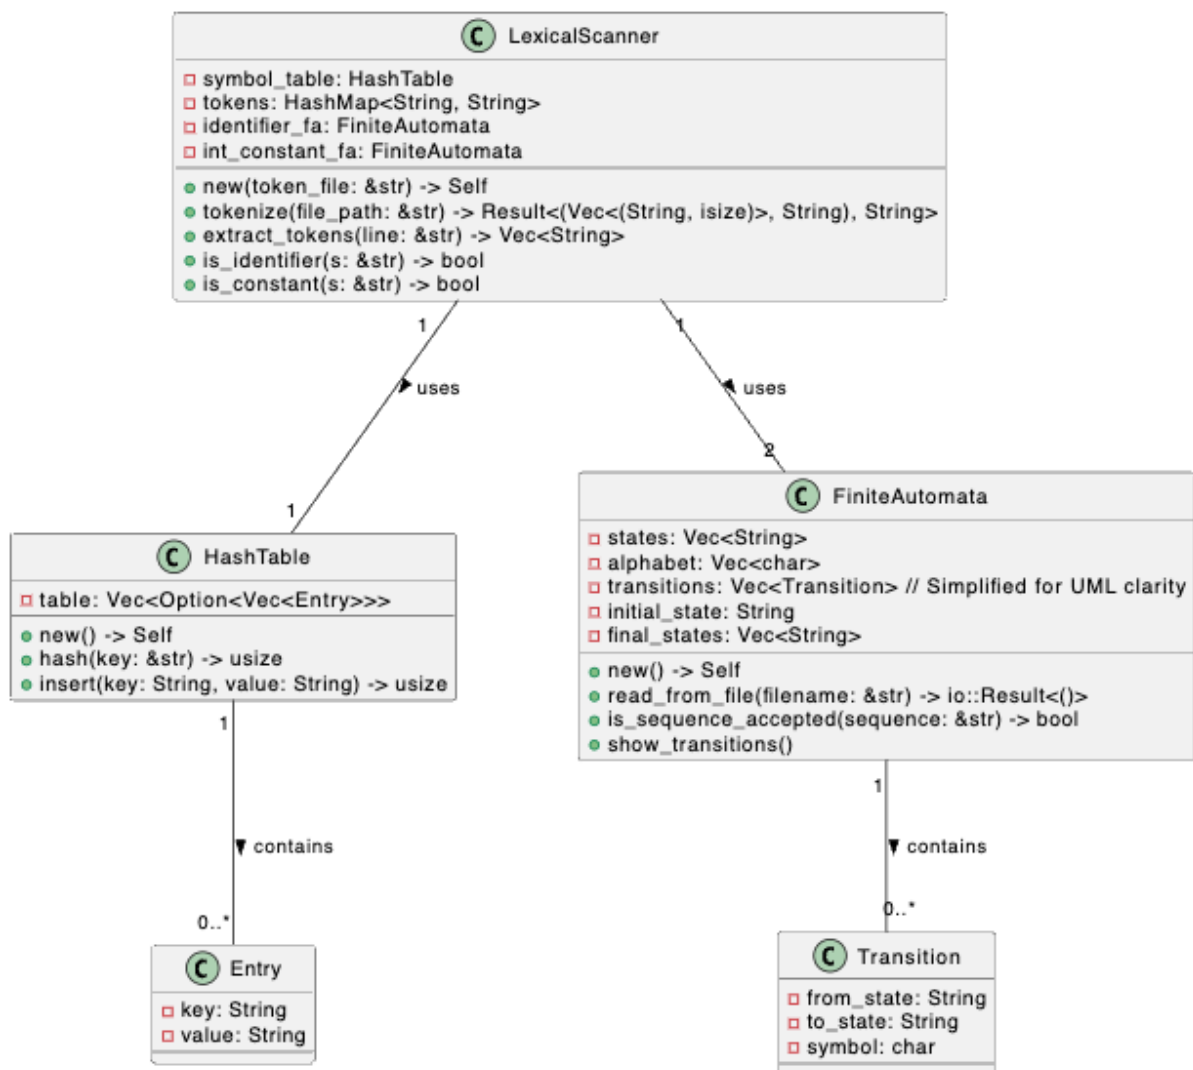 C LexicalScanner
symbol_table: HashTable
tokens: HashMap<String, String>
identifier_fa: FiniteAutomata
int_constant_fa: FiniteAutomata
new(token_file: &str) -> Self
tokenize(file_path: &str) -> Result<(Vec<(String, isize)>, String), String>
extract_tokens(line: &str) -> Vec<String>
is_identifier(s: &str) -> bool
is_constant(s: &str) -> bool
1
1
uses
uses
1
2
C HashTable
table: Vec<Option<Vec<Entry>>>
new() -> Self
hash(key: &str) -> usize
insert(key: String, value: String) -> usize
C FiniteAutomata
states: Vec<String>
alphabet: Vec<char>
transitions: Vec<Transition> // Simplified for UML clarity
initial_state: String
final_states: Vec<String>
new() -> Self
read_from_file(filename: &str) -> io::Result<()>
is_sequence_accepted(sequence: &str) -> bool
show_transitions()
1
contains
0..*
1
contains
0..*
C Entry
key: String
value: String
C Transition
from_state: String
to_state: String
symbol: char